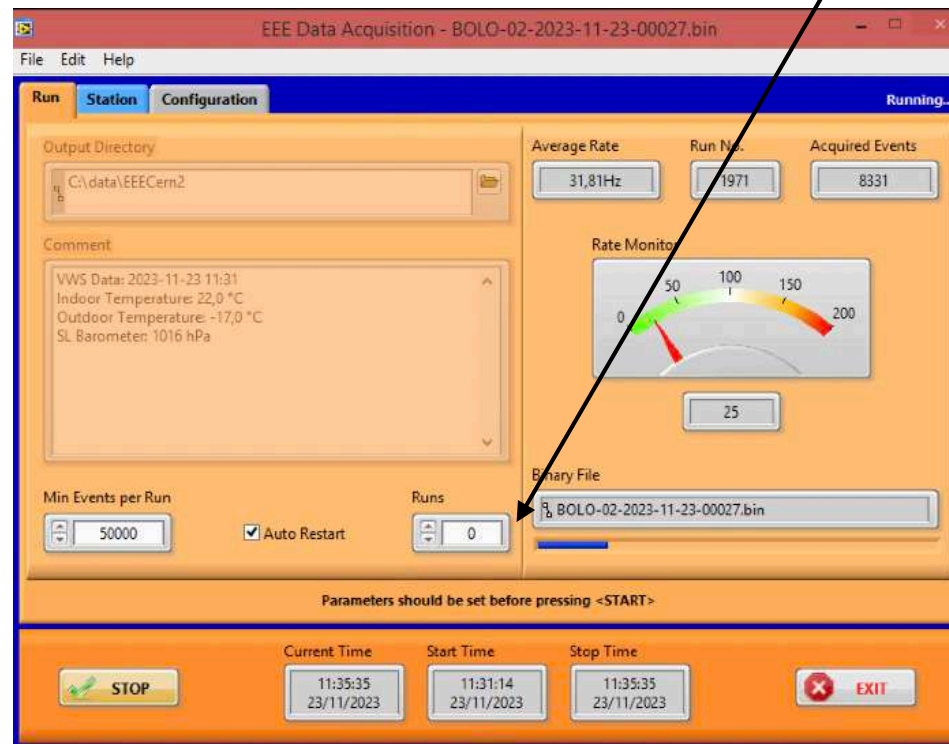 EEE Data Acquisition - BOLO-02-2023-11-23-00027.bin
File Edit Help
Run Station Configuration Running..
Output Directory
C:\data\EEECern2
Comment
VWS Data: 2023-11-23 11:31
Indoor Temperature: 22,0 °C
Outdoor Temperature: -17,0 °C
SL Barometer: 1016 hPa
Min Events per Run
50000
Auto Restart
Runs
0
Average Rate Run No. Acquired Events
31,81Hz 1971 8331
Rate Monitor
0 50 100 150 200
25
Binary File
BOLO-02-2023-11-23-00027.bin
Parameters should be set before pressing <START>
STOP
Current Time Start Time Stop Time
11:35:35 11:31:14 11:35:35
23/11/2023 23/11/2023 23/11/2023
EXIT